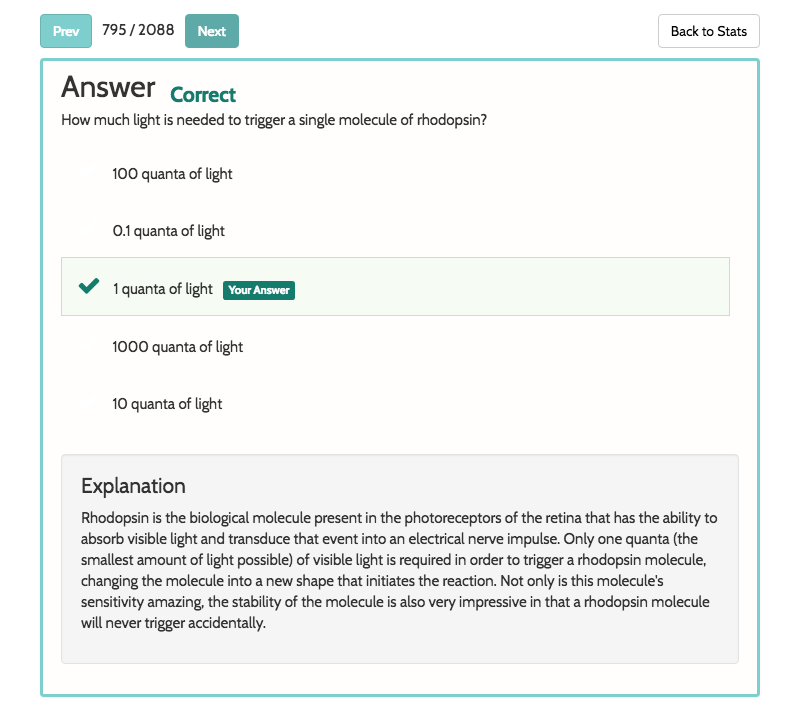 Prev 795 / 2088 Next Back to Stats
Answer Correct
How much light is needed to trigger a single molecule of rhodopsin?
100 quanta of light
0.1 quanta of light
1 quanta of light Your Answer
1000 quanta of light
10 quanta of light
Explanation
Rhodopsin is the biological molecule present in the photoreceptors of the retina that has the ability to
absorb visible light and transduce that event into an electrical nerve impulse. Only one quanta (the
smallest amount of light possible) of visible light is required in order to trigger a rhodopsin molecule,
changing the molecule into a new shape that initiates the reaction. Not only is this molecule's
sensitivity amazing, the stability of the molecule is also very impressive in that a rhodopsin molecule
will never trigger accidentally.